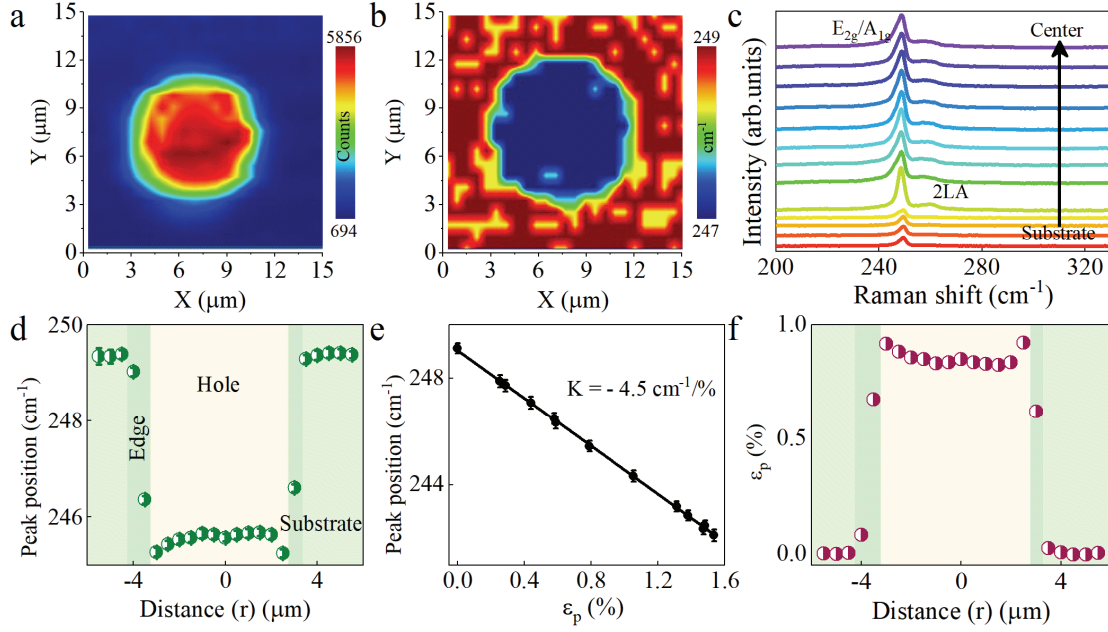 a
15
12
9
6
3
0
Y (μm)
0 3 6 9 12 15
X (μm)
5856
Counts
694
b
15
12
9
6
3
0
Y (μm)
0 3 6 9 12 15
X (μm)
249
cm⁻¹
247
c
Intensity (arb.units)
E₂g/A₁g
Center
2LA
Substrate
200 240 280 320
Raman shift (cm⁻¹)
d
250
248
246
Peak position (cm⁻¹)
Hole
Edge
Substrate
-4 0 4
Distance (r) (μm)
e
248
244
Peak position (cm⁻¹)
K = - 4.5 cm⁻¹/%
0.0 0.4 0.8 1.2 1.6
εₚ (%)
f
1.0
0.5
0.0
εₚ (%)
-4 0 4
Distance (r) (μm)